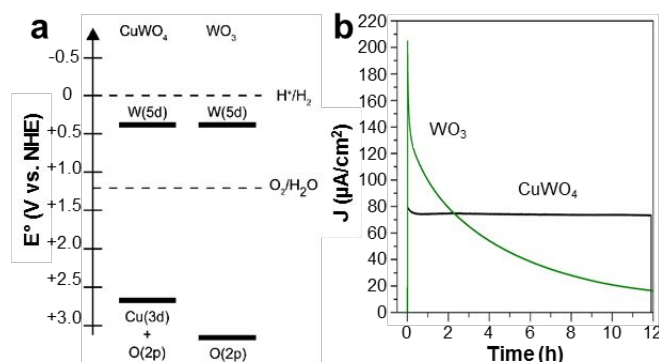 a
CuWO₄ WO₃
-0.5
0
H⁺/H₂
W(5d) W(5d)
+0.5
+1.0
O₂/H₂O
+1.5
+2.0
+2.5
Cu(3d)
+
O(2p) O(2p)
+3.0
E° (V vs. NHE)
b
220
200
180
160
140
120
100
80
60
40
20
0
WO₃
CuWO₄
J (µA/cm²)
0 2 4 6 8 10 12
Time (h)